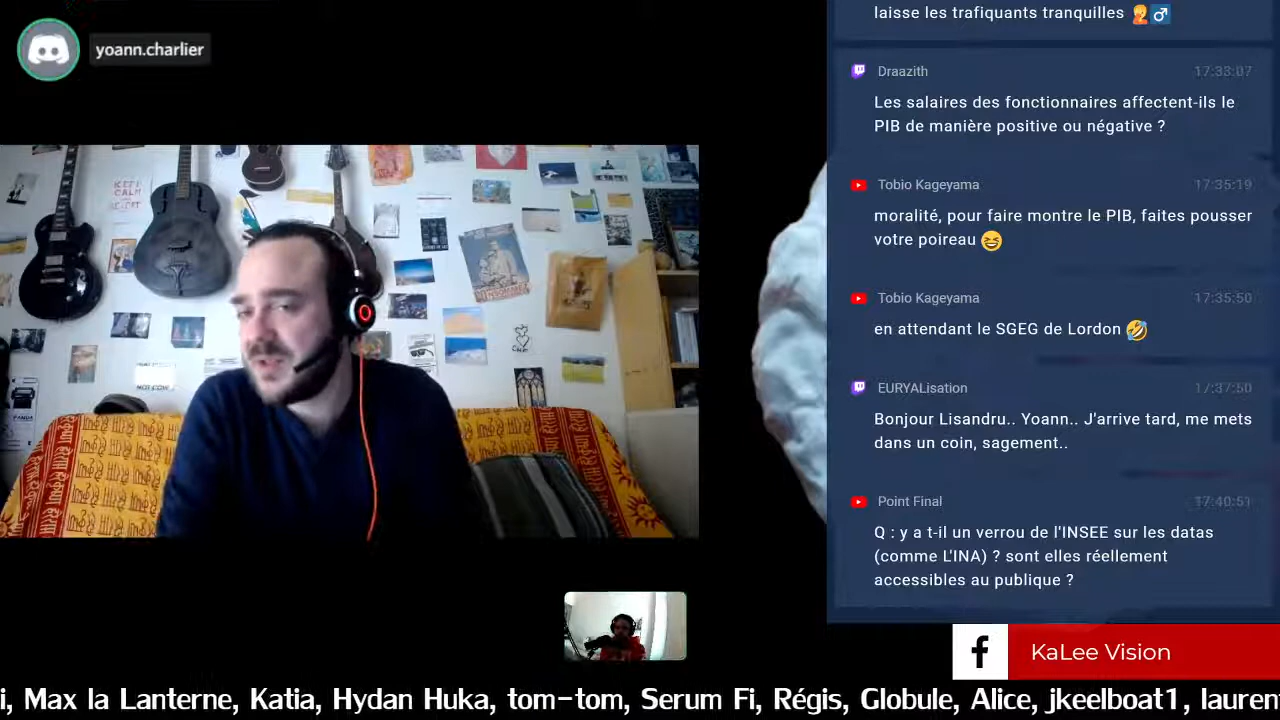 yoann.charlier
laisse les trafiquants tranquilles 🤦♂
Draazith 17:33:07
Les salaires des fonctionnaires affectent-ils le
PIB de manière positive ou négative ?
Tobio Kageyama 17:35:19
moralité, pour faire montre le PIB, faites pousser
votre poireau 😆
Tobio Kageyama 17:35:50
en attendant le SGEG de Lordon 🤣
EURYALisation 17:37:50
Bonjour Lisandru.. Yoann.. J'arrive tard, me mets
dans un coin, sagement..
Point Final 17:40:51
Q : y a t-il un verrou de l'INSEE sur les datas
(comme L'INA) ? sont elles réellement
accessibles au publique ?
KEEP
CALM
KaLee Vision
i, Max la Lanterne, Katia, Hydan Huka, tom-tom, Serum Fi, Régis, Globule, Alice, jkeelboat1, lauren